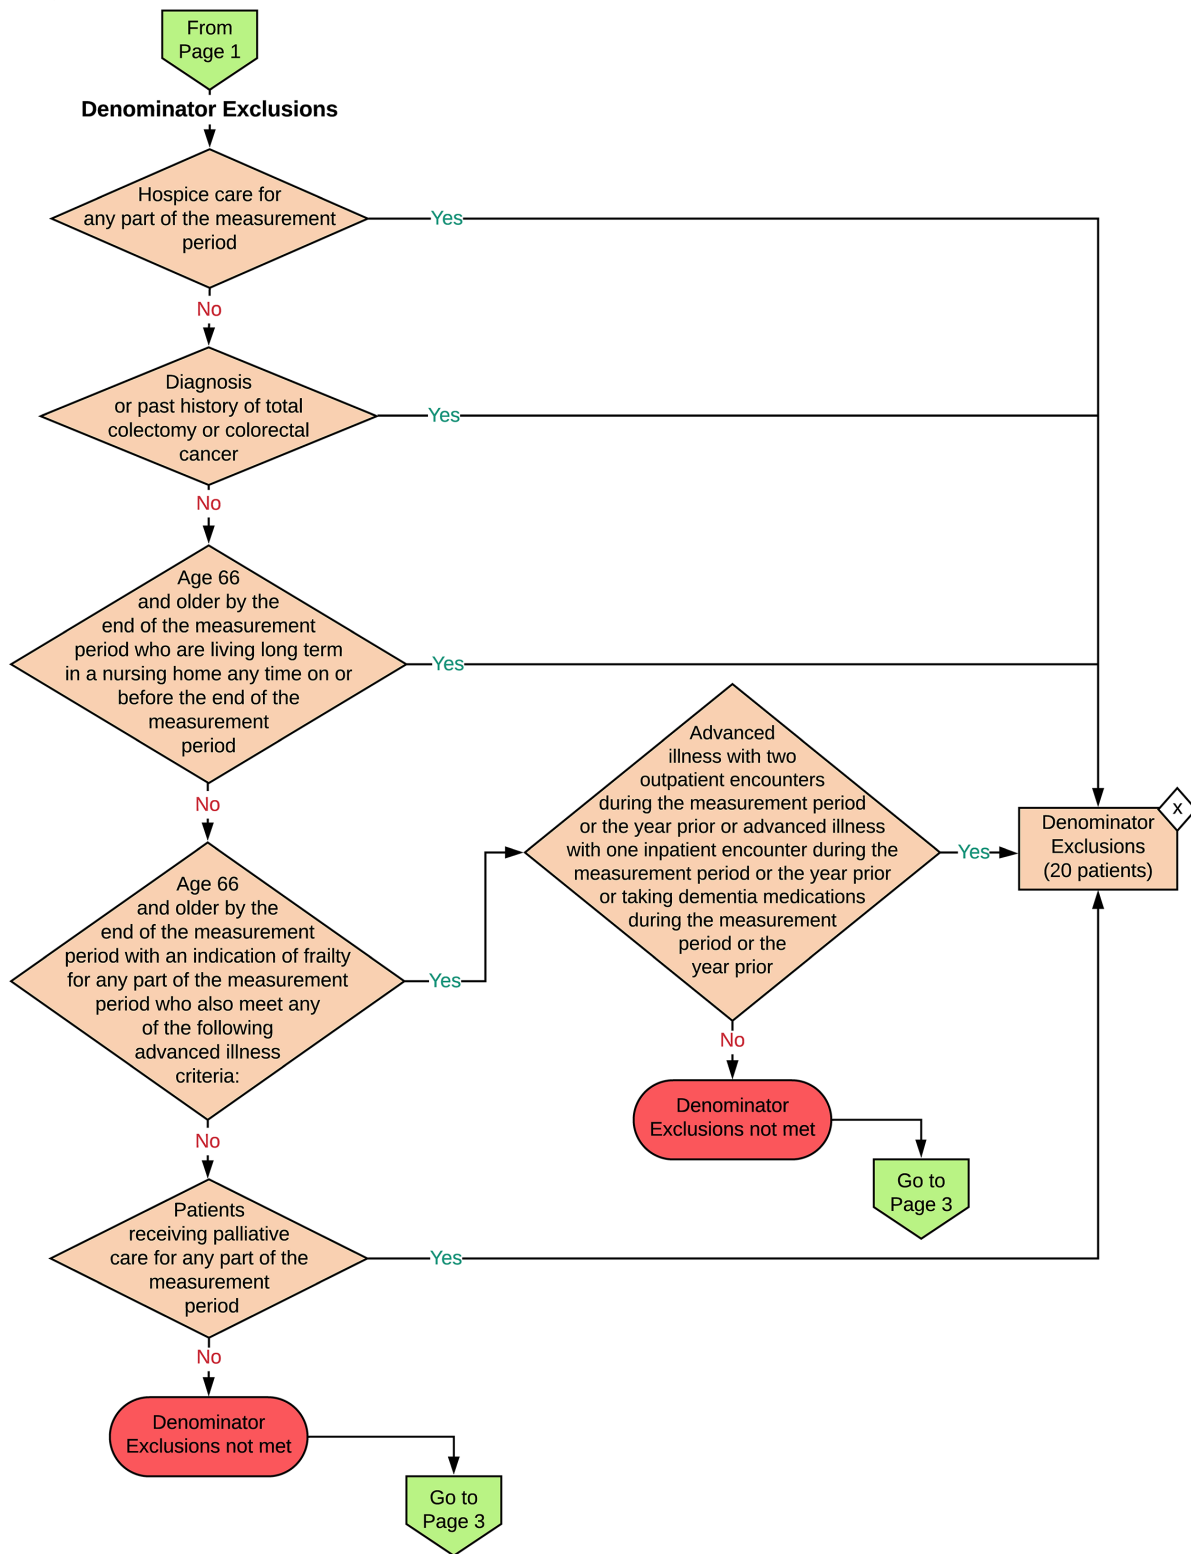 From
Page 1
Denominator Exclusions
Hospice care for
any part of the measurement
period
Yes
No
Diagnosis
or past history of total
colectomy or colorectal
cancer
Yes
No
Age 66
and older by the
end of the measurement
period who are living long term
in a nursing home any time on or
before the end of the
measurement
period
Yes
No
Age 66
and older by the
end of the measurement
period with an indication of frailty
for any part of the measurement
period who also meet any
of the following
advanced illness
criteria:
Yes
Advanced
illness with two
outpatient encounters
during the measurement period
or the year prior or advanced illness
with one inpatient encounter during the
measurement period or the year prior
or taking dementia medications
during the measurement
period or the
year prior
Yes
x
Denominator
Exclusions
(20 patients)
No
Denominator
Exclusions not met
Go to
Page 3
No
Patients
receiving palliative
care for any part of the
measurement
period
Yes
No
Denominator
Exclusions not met
Go to
Page 3